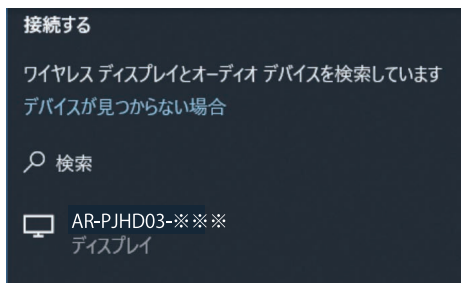 接続する
ワイヤレス ディスプレイとオーディオ デバイスを検索しています
デバイスが見つからない場合
検索
AR-PJHD03-※※※
ディスプレイ